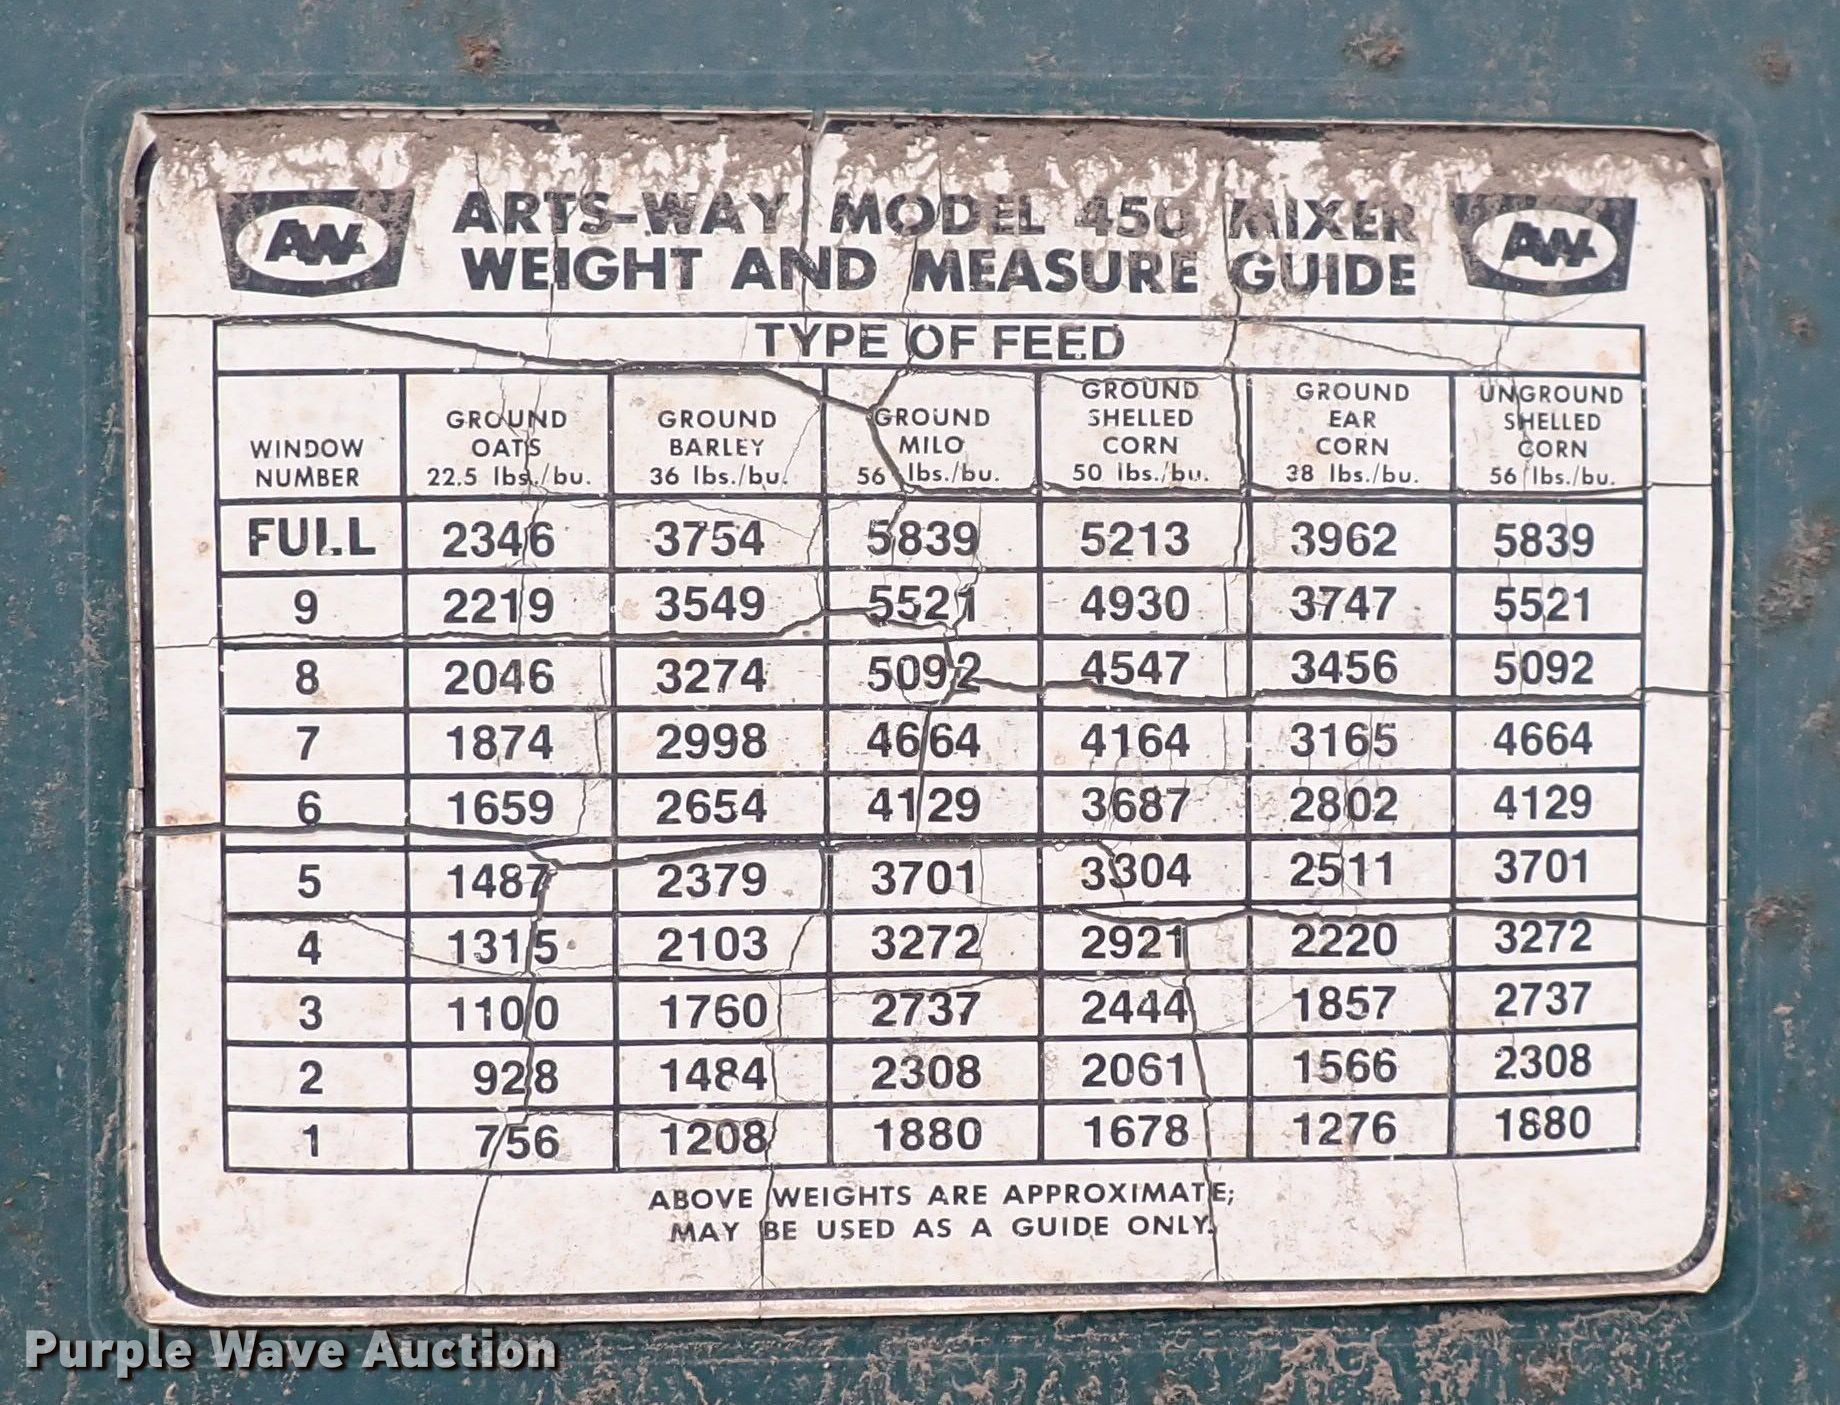 AW ARTS-WAY MODEL 450 MIXER AW
WEIGHT AND MEASURE GUIDE
TYPE OF FEED
WINDOW NUMBER GROUND OATS 22.5 lbs./bu. GROUND BARLEY 36 lbs./bu. GROUND MILO 56 lbs./bu. GROUND SHELLED CORN 50 lbs./bu. GROUND EAR CORN 38 lbs./bu. UNGROUND SHELLED CORN 56 lbs./bu.
FULL 2346 3754 5839 5213 3962 5839
9 2219 3549 5521 4930 3747 5521
8 2046 3274 5092 4547 3456 5092
7 1874 2998 4664 4164 3165 4664
6 1659 2654 4129 3687 2802 4129
5 1487 2379 3701 3304 2511 3701
4 1315 2103 3272 2921 2220 3272
3 1100 1760 2737 2444 1857 2737
2 928 1484 2308 2061 1566 2308
1 756 1208 1880 1678 1276 1880
ABOVE WEIGHTS ARE APPROXIMATE;
MAY BE USED AS A GUIDE ONLY.
Purple Wave Auction